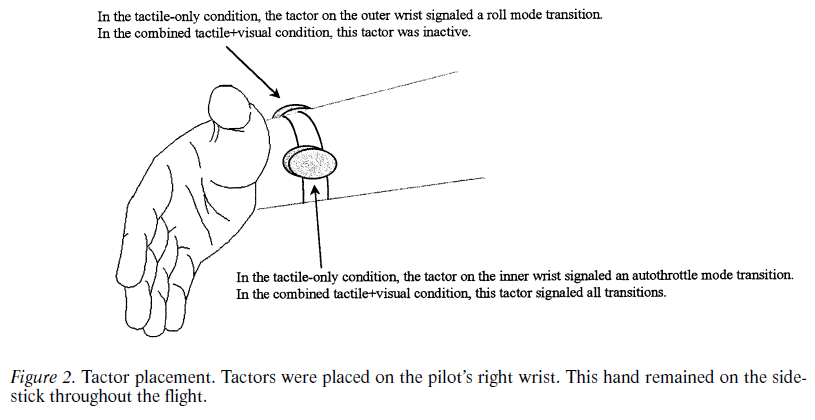 In the tactile-only condition, the tactor on the outer wrist signaled a roll mode transition.
In the combined tactile+visual condition, this tactor was inactive.
In the tactile-only condition, the tactor on the inner wrist signaled an autothrottle mode transition.
In the combined tactile+visual condition, this tactor signaled all transitions.
Figure 2. Tactor placement. Tactors were placed on the pilot's right wrist. This hand remained on the side-
stick throughout the flight.